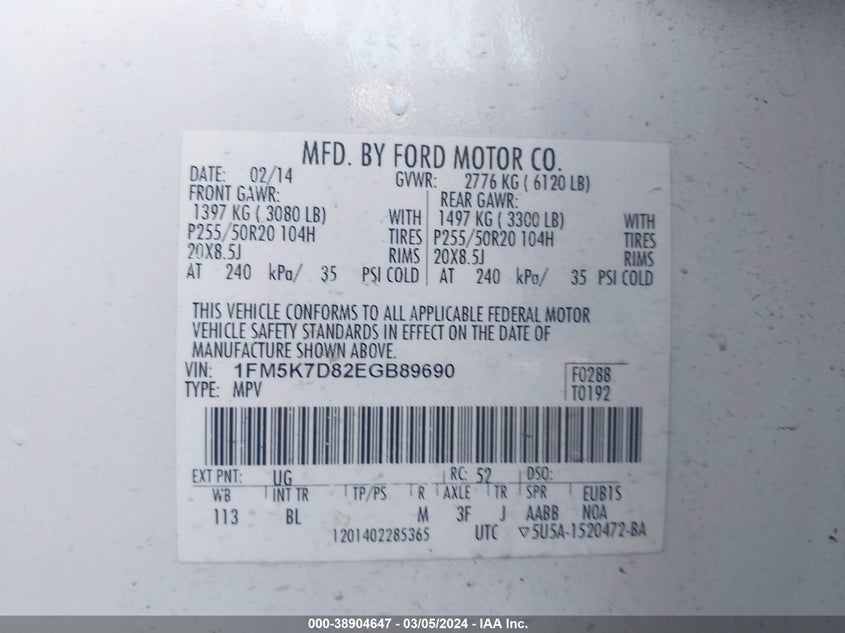 MFD. BY FORD MOTOR CO.
DATE: 02/14 GVWR: 2776 KG ( 6120 LB)
FRONT GAWR: REAR GAWR:
1397 KG ( 3080 LB) WITH 1497 KG ( 3300 LB) WITH
P255/50R20 104H TIRES P255/50R20 104H TIRES
20X8.5J RIMS 20X8.5J RIMS
AT 240 kPa/ 35 PSI COLD AT 240 kPa/ 35 PSI COLD
THIS VEHICLE CONFORMS TO ALL APPLICABLE FEDERAL MOTOR
VEHICLE SAFETY STANDARDS IN EFFECT ON THE DATE OF
MANUFACTURE SHOWN ABOVE.
VIN: 1FM5K7D82EGB89690 F0288
TYPE: MPV T0192
EXT PNT: UG RC: 52 DSO:
WB INT TR TP/PS R AXLE TR SPR EUB1S
113 BL M 3F J AABB NOA
1201402285365 UTC ▽5U5A-1520472-BA
000-38904647 - 03/05/2024 - IAA Inc.